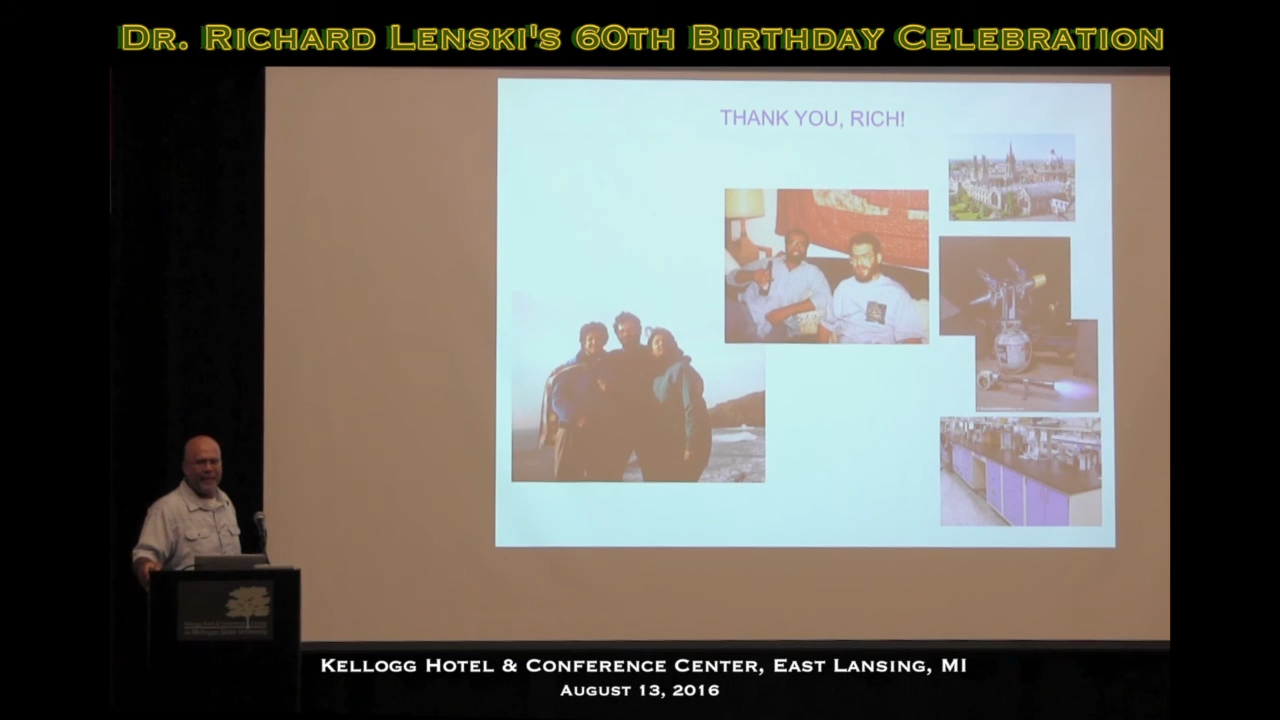 Dr. Richard Lenski's 60th Birthday Celebration
THANK YOU, RICH!
Kellogg Hotel & Conference Center, East Lansing, MI
August 13, 2016